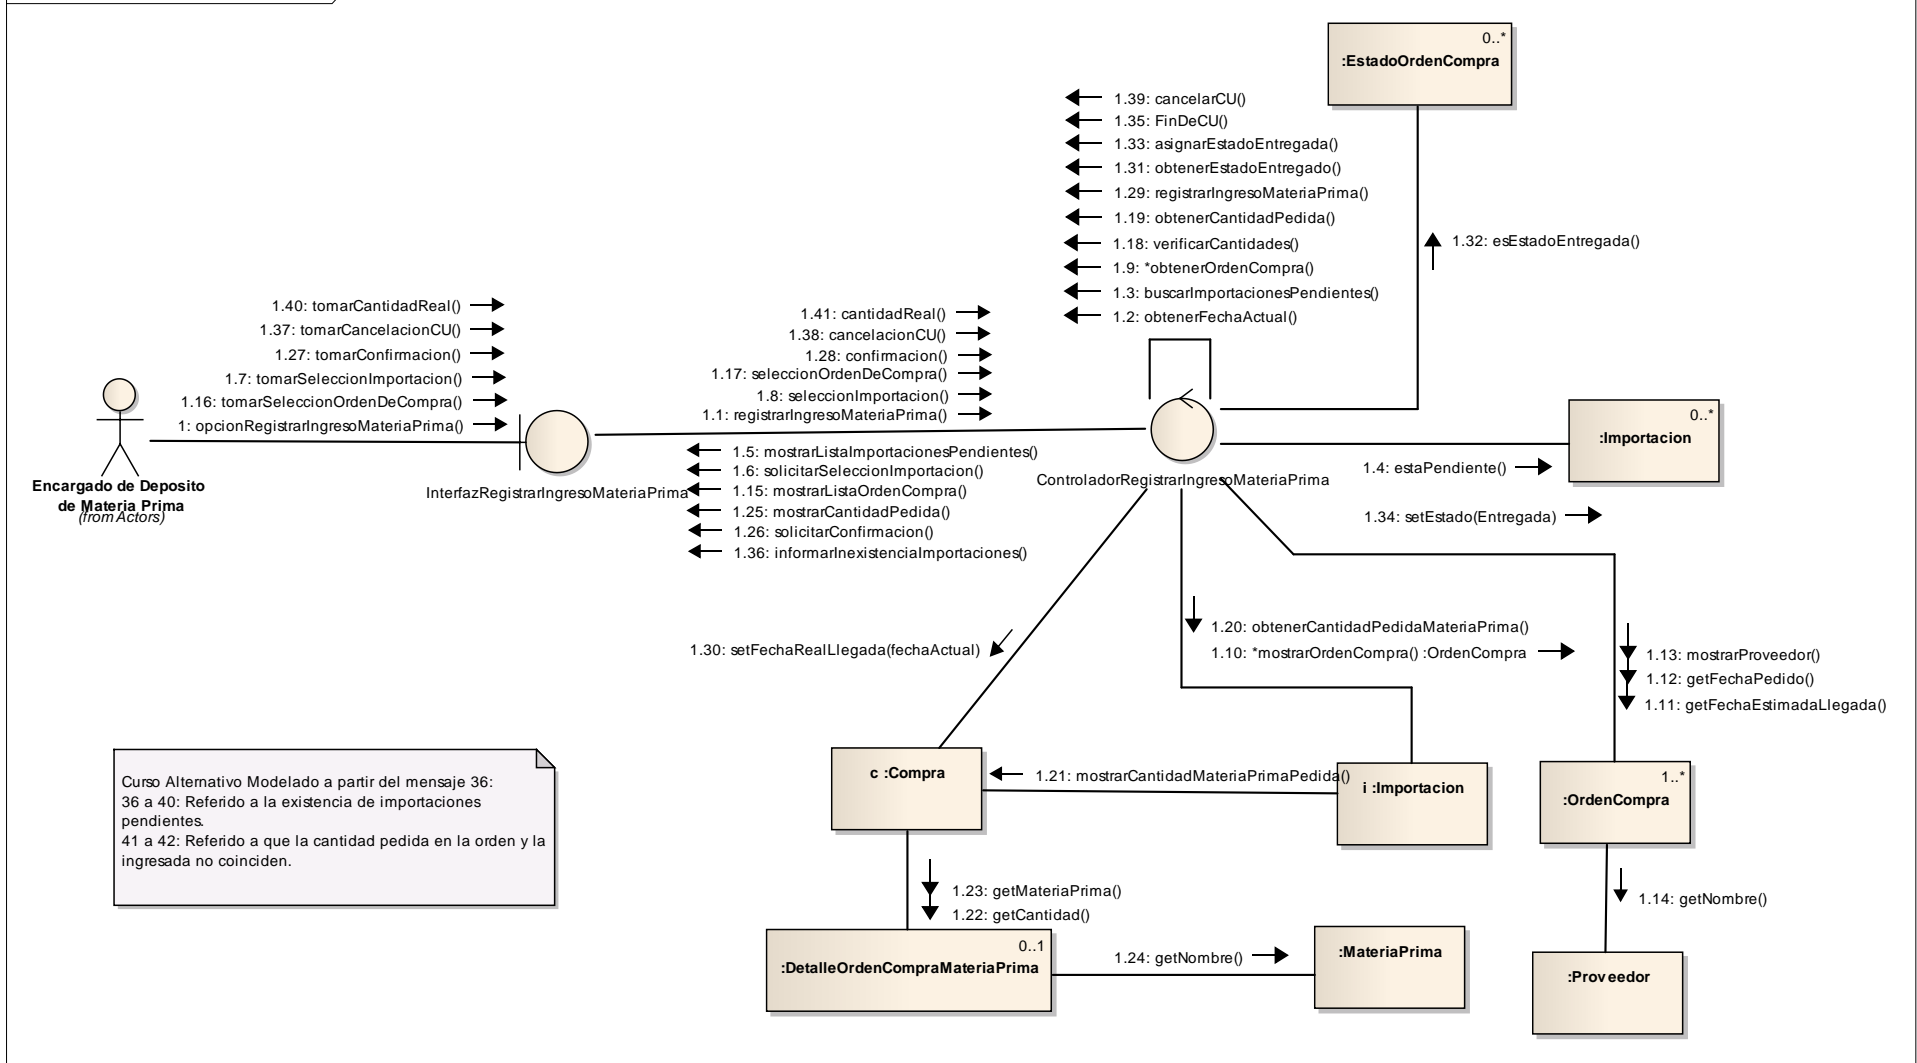 0..*
:EstadoOrdenCompra
1.39: cancelarCU()
1.35: FinDeCU()
1.33: asignarEstadoEntregada()
1.31: obtenerEstadoEntregado()
1.29: registrarIngresoMateriaPrima()
1.19: obtenerCantidadPedida()
1.18: verificarCantidades()
1.9: *obtenerOrdenCompra()
1.3: buscarImportacionesPendientes()
1.2: obtenerFechaActual()
1.32: esEstadoEntregada()
1.40: tomarCantidadReal()
1.37: tomarCancelacionCU()
1.27: tomarConfirmacion()
1.7: tomarSeleccionImportacion()
1.16: tomarSeleccionOrdenDeCompra()
1: opcionRegistrarIngresoMateriaPrima()
1.41: cantidadReal()
1.38: cancelacionCU()
1.28: confirmacion()
1.17: seleccionOrdenDeCompra()
1.8: seleccionImportacion()
1.1: registrarIngresoMateriaPrima()
0..*
:Importacion
Encargado de Deposito
de Materia Prima
(from Actors)
InterfazRegistrarIngresoMateriaPrima
1.5: mostrarListaImportacionesPendientes()
1.6: solicitarSeleccionImportacion()
1.15: mostrarListaOrdenCompra()
1.25: mostrarCantidadPedida()
1.26: solicitarConfirmacion()
1.36: informarInexistenciaImportaciones()
ControladorRegistrarIngresoMateriaPrima
1.4: estaPendiente()
1.34: setEstado(Entregada)
1.30: setFechaRealLlegada(fechaActual)
1.20: obtenerCantidadPedidaMateriaPrima()
1.10: *mostrarOrdenCompra() :OrdenCompra
1.13: mostrarProveedor()
1.12: getFechaPedido()
1.11: getFechaEstimadaLlegada()
c :Compra
1.21: mostrarCantidadMateriaPrimaPedida()
i :Importacion
1..*
:OrdenCompra
Curso Alternativo Modelado a partir del mensaje 36:
36 a 40: Referido a la existencia de importaciones
pendientes.
41 a 42: Referido a que la cantidad pedida en la orden y la
ingresada no coinciden.
1.23: getMateriaPrima()
1.22: getCantidad()
1.14: getNombre()
0..1
:DetalleOrdenCompraMateriaPrima
1.24: getNombre()
:MateriaPrima
:Proveedor